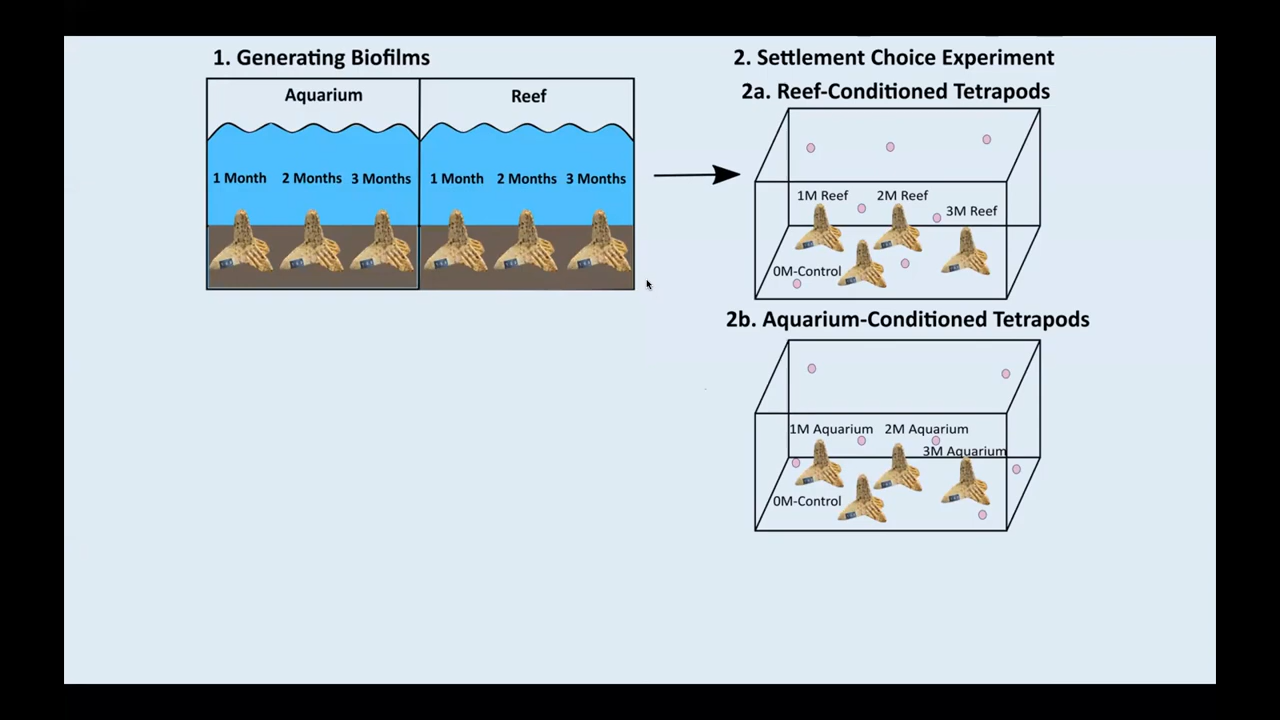 1. Generating Biofilms
Aquarium
Reef
1 Month 2 Months 3 Months
1 Month 2 Months 3 Months
2. Settlement Choice Experiment
2a. Reef-Conditioned Tetrapods
1M Reef
2M Reef
3M Reef
0M-Control
2b. Aquarium-Conditioned Tetrapods
1M Aquarium
2M Aquarium
3M Aquarium
0M-Control